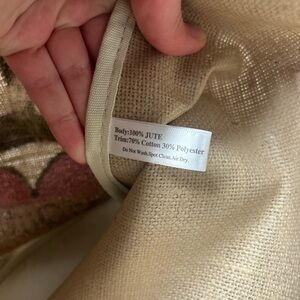 Body:100% JUTE
Trim:70% Cotton 30% Polyester
Do Not Wash.Spot Clean.Air Dry.